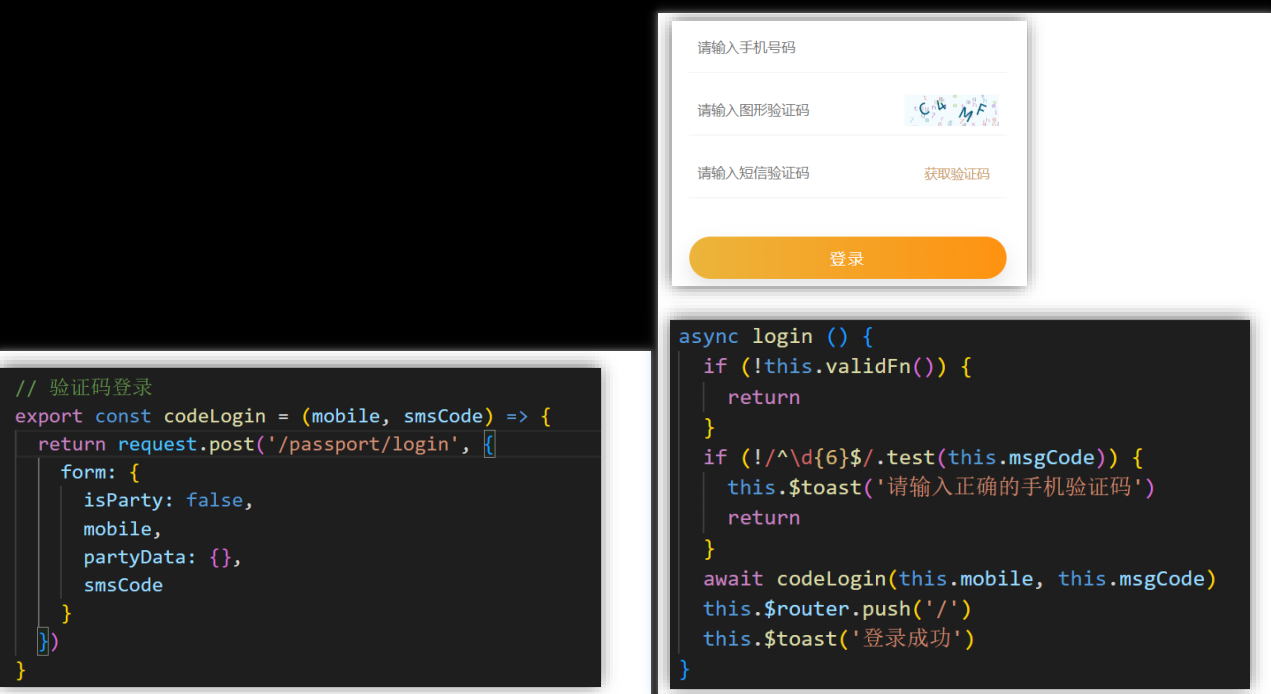 请输入手机号码
请输入图形验证码
C4MF
请输入短信验证码 获取验证码
登录
// 验证码登录
export const codeLogin = (mobile, smsCode) => {
  return request.post('/passport/login', {
    form: {
      isParty: false,
      mobile,
      partyData: {},
      smsCode
    }
  })
}
async login () {
  if (!this.validFn()) {
    return
  }
  if (!/^\d{6}$/.test(this.msgCode)) {
    this.$toast('请输入正确的手机验证码')
    return
  }
  await codeLogin(this.mobile, this.msgCode)
  this.$router.push('/')
  this.$toast('登录成功')
}